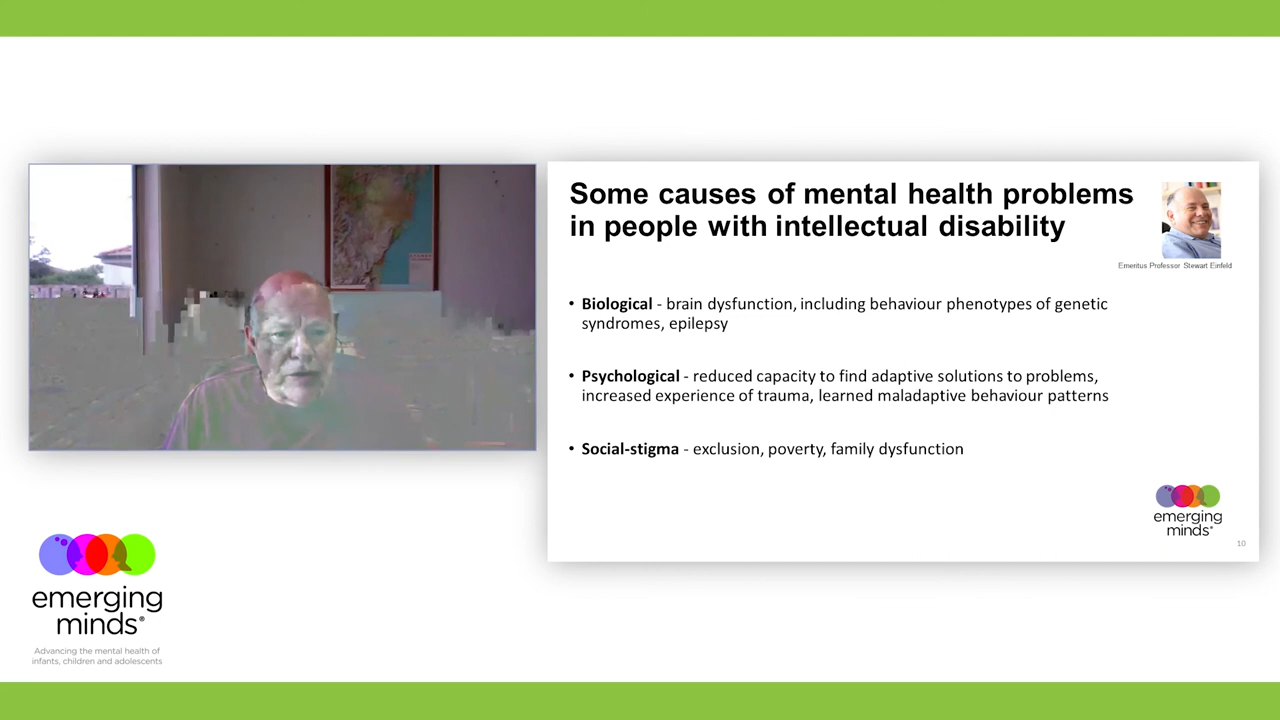 Some causes of mental health problems
in people with intellectual disability
Emeritus Professor Stewart Einfeld
• Biological - brain dysfunction, including behaviour phenotypes of genetic
syndromes, epilepsy
• Psychological - reduced capacity to find adaptive solutions to problems,
increased experience of trauma, learned maladaptive behaviour patterns
• Social-stigma - exclusion, poverty, family dysfunction
emerging
minds®
10
emerging
minds®
Advancing the mental health of
infants, children and adolescents